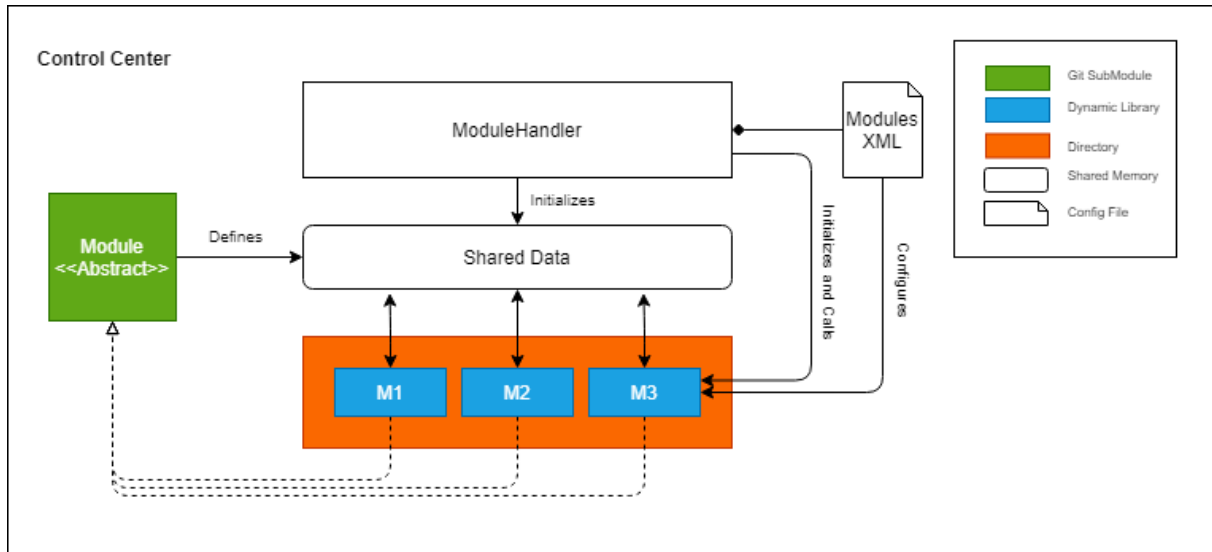 Control Center
ModuleHandler
Modules
XML
Git SubModule
Dynamic Library
Directory
Shared Memory
Config File
Initializes
Module
<<Abstract>>
Defines
Shared Data
Initializes and Calls
Configures
M1
M2
M3